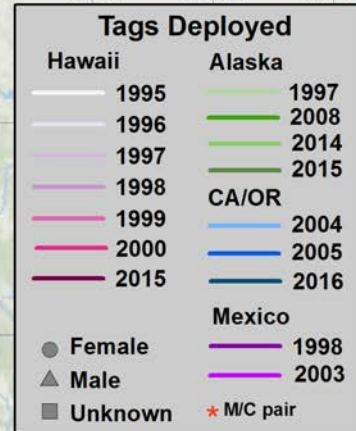 Tags Deployed
Hawaii
1995
1996
1997
1998
1999
2000
2015
Alaska
1997
2008
2014
2015
CA/OR
2004
2005
2016
Mexico
1998
2003
* M/C pair
Female
Male
Unknown